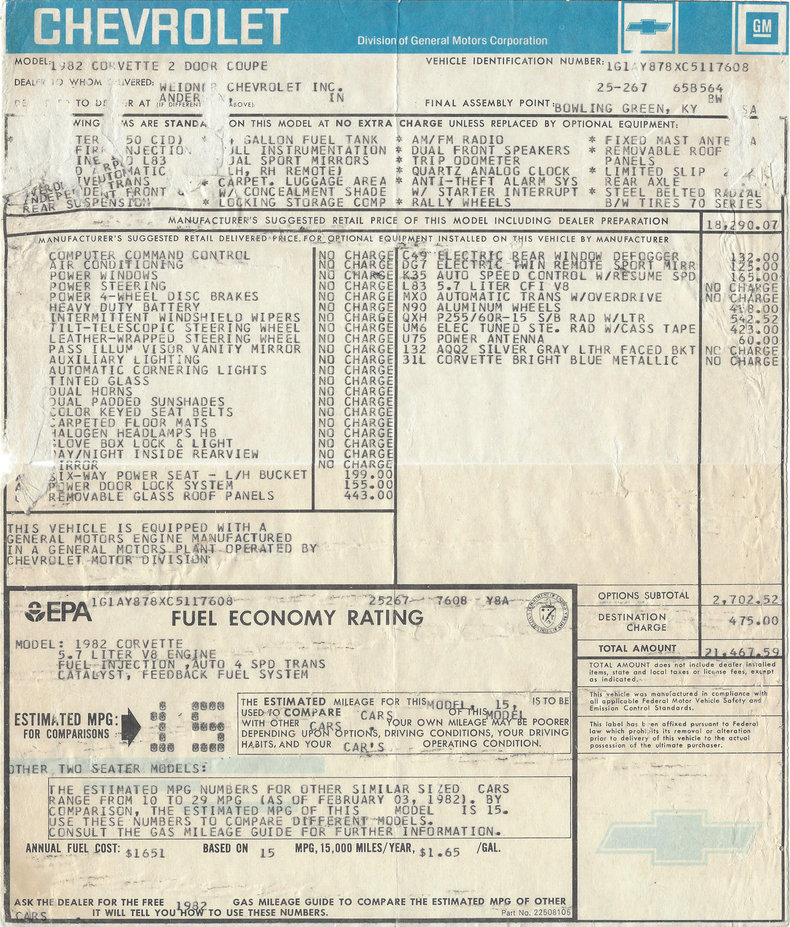 CHEVROLET
Division of General Motors Corporation
GM
MODEL: 1982 CORVETTE 2 DOOR COUPE
VEHICLE IDENTIFICATION NUMBER: 1G1AY878XC5117608
DEALER TO WHOM DELIVERED: WEIDNER CHEVROLET INC.
25-267 658564
IN
BW
FINAL ASSEMBLY POINT: BOWLING GREEN, KY SA
WING MS ARE STANDA ON THIS MODEL AT NO EXTRA CHARGE UNLESS REPLACED BY OPTIONAL EQUIPMENT:
TER 50 CID) GALLON FUEL TANK * AM/FM RADIO * FIXED MAST ANTE A
FIR INJECTION LL INSTRUMENTATION * DUAL FRONT SPEAKERS * REMOVABLE ROOF
L83 UAL SPORT MIRRORS * TRIP ODOMETER PANELS
OMATIC LH, RH REMOTE) * QUARTZ ANALOG CLOCK * LIMITED SLIP
TRANS * CARPET. LUGGAGE AREA * ANTI-THEFT ALARM SYS REAR AXLE
FRONT & W/ CONCEALMENT SHADE W/ STARTER INTERRUPT * STEEL BELTED RADIAL
REAR SUSPENSION * LOCKING STORAGE COMP * RALLY WHEELS B/W TIRES 70 SERIES
MANUFACTURER'S SUGGESTED RETAIL PRICE OF THIS MODEL INCLUDING DEALER PREPARATION 18,290.07
MANUFACTURER'S SUGGESTED RETAIL DELIVERED PRICE FOR OPTIONAL EQUIPMENT INSTALLED ON THIS VEHICLE BY MANUFACTURER
COMPUTER COMMAND CONTROL NO CHARGE
AIR CONDITIONING NO CHARGE
POWER WINDOWS NO CHARGE
POWER STEERING NO CHARGE
POWER 4-WHEEL DISC BRAKES NO CHARGE
HEAVY DUTY BATTERY NO CHARGE
INTERMITTENT WINDSHIELD WIPERS NO CHARGE
TILT-TELESCOPIC STEERING WHEEL NO CHARGE
LEATHER-WRAPPED STEERING WHEEL NO CHARGE
PASS ILLUM VISOR VANITY MIRROR NO CHARGE
AUXILIARY LIGHTING NO CHARGE
AUTOMATIC CORNERING LIGHTS NO CHARGE
TINTED GLASS NO CHARGE
DUAL HORNS NO CHARGE
DUAL PADDED SUNSHADES NO CHARGE
COLOR KEYED SEAT BELTS NO CHARGE
CARPETED FLOOR MATS NO CHARGE
HALOGEN HEADLAMPS HB NO CHARGE
GLOVE BOX LOCK & LIGHT NO CHARGE
DAY/NIGHT INSIDE REARVIEW NO CHARGE
MIRROR NO CHARGE
SIX-WAY POWER SEAT - L/H BUCKET 199.00
POWER DOOR LOCK SYSTEM 155.00
REMOVABLE GLASS ROOF PANELS 443.00
C49 ELECTRIC REAR WINDOW DEFOGGER 132.00
DG7 ELECTRIC TWIN REMOTE SPORT MIRR 125.00
K35 AUTO SPEED CONTROL W/RESUME SPD 165.00
L83 5.7 LITER CFI V8 NO CHARGE
MX0 AUTOMATIC TRANS W/OVERDRIVE NO CHARGE
N90 ALUMINUM WHEELS 458.00
QXH P255/60R-15 S/B RAD W/LTR 542.52
UM6 ELEC TUNED STE. RAD W/CASS TAPE 423.00
U75 POWER ANTENNA 60.00
132 AQQ2 SILVER GRAY LTHR FACED BKT NO CHARGE
31L CORVETTE BRIGHT BLUE METALLIC NO CHARGE
THIS VEHICLE IS EQUIPPED WITH A
GENERAL MOTORS ENGINE MANUFACTURED
IN A GENERAL MOTORS PLANT OPERATED BY
CHEVROLET MOTOR DIVISION
OPTIONS SUBTOTAL 2,702.52
DESTINATION CHARGE 475.00
TOTAL AMOUNT 21,467.59
TOTAL AMOUNT does not include dealer installed
items, state and local taxes or license fees, except
as indicated.
This vehicle was manufactured in compliance with
all applicable Federal Motor Vehicle Safety and
Emission Control Standards.
This label has been affixed pursuant to Federal
law which prohibits its removal or alteration
prior to delivery of this vehicle to the actual
possession of the ultimate purchaser.
1G1AY878XC5117608 25267 7608 Y8A
EPA FUEL ECONOMY RATING
MODEL: 1982 CORVETTE
5.7 LITER V8 ENGINE
FUEL INJECTION ,AUTO 4 SPD TRANS
CATALYST, FEEDBACK FUEL SYSTEM
ESTIMATED MPG:
FOR COMPARISONS
15
THE ESTIMATED MILEAGE FOR THIS MODEL, 15, IS TO BE
USED TO COMPARE CARS OF THIS MODEL
WITH OTHER CARS . YOUR OWN MILEAGE MAY BE POORER
DEPENDING UPON OPTIONS, DRIVING CONDITIONS, YOUR DRIVING
HABITS, AND YOUR CAR'S OPERATING CONDITION.
OTHER TWO SEATER MODELS:
THE ESTIMATED MPG NUMBERS FOR OTHER SIMILAR SIZED CARS
RANGE FROM 10 TO 29 MPG (AS OF FEBRUARY 03, 1982). BY
COMPARISON, THE ESTIMATED MPG OF THIS MODEL IS 15.
USE THESE NUMBERS TO COMPARE DIFFERENT MODELS.
CONSULT THE GAS MILEAGE GUIDE FOR FURTHER INFORMATION.
ANNUAL FUEL COST: $1651 BASED ON 15 MPG, 15,000 MILES/YEAR, $1.65 /GAL.
ASK THE DEALER FOR THE FREE 1982 GAS MILEAGE GUIDE TO COMPARE THE ESTIMATED MPG OF OTHER
CARS . IT WILL TELL YOU HOW TO USE THESE NUMBERS.
Part No. 22508105